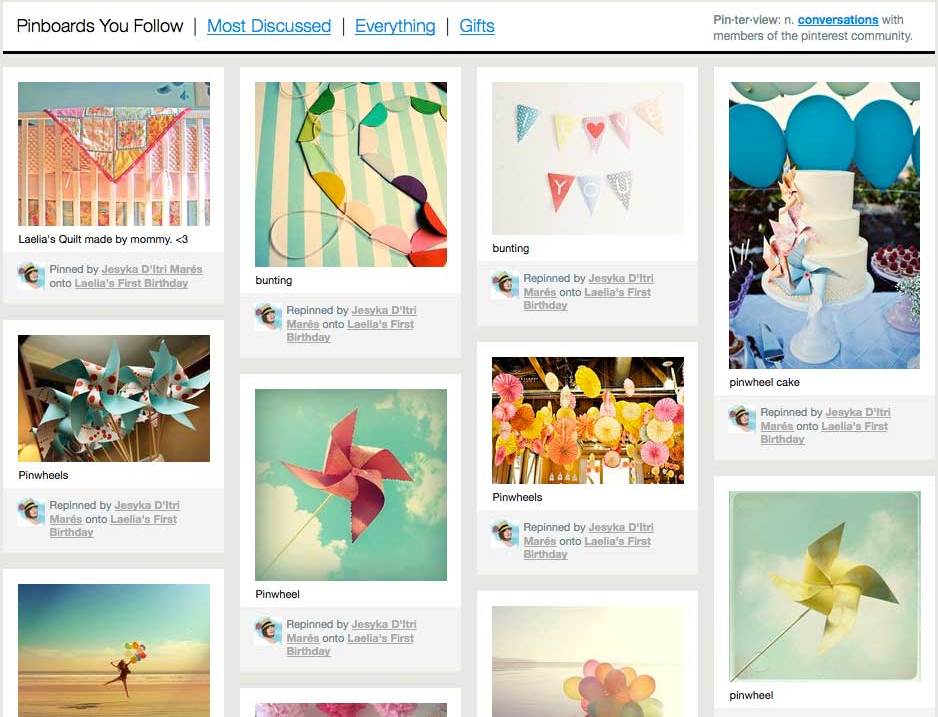 Pinboards You Follow | Most Discussed | Everything | Gifts
Pin·ter·view: n. conversations with
members of the pinterest community.
Laelia's Quilt made by mommy. <3
Pinned by Jesyka D'Itri Marés
onto Laelia's First Birthday
Pinwheels
Repinned by Jesyka D'Itri
Marés onto Laelia's First
Birthday
bunting
Repinned by Jesyka D'Itri
Marés onto Laelia's First
Birthday
Pinwheel
Repinned by Jesyka D'Itri
Marés onto Laelia's First
Birthday
I ♥ E
YOU
bunting
Repinned by Jesyka D'Itri
Marés onto Laelia's First
Birthday
Pinwheels
Repinned by Jesyka D'Itri
Marés onto Laelia's First
Birthday
pinwheel cake
Repinned by Jesyka D'Itri
Marés onto Laelia's First
Birthday
pinwheel